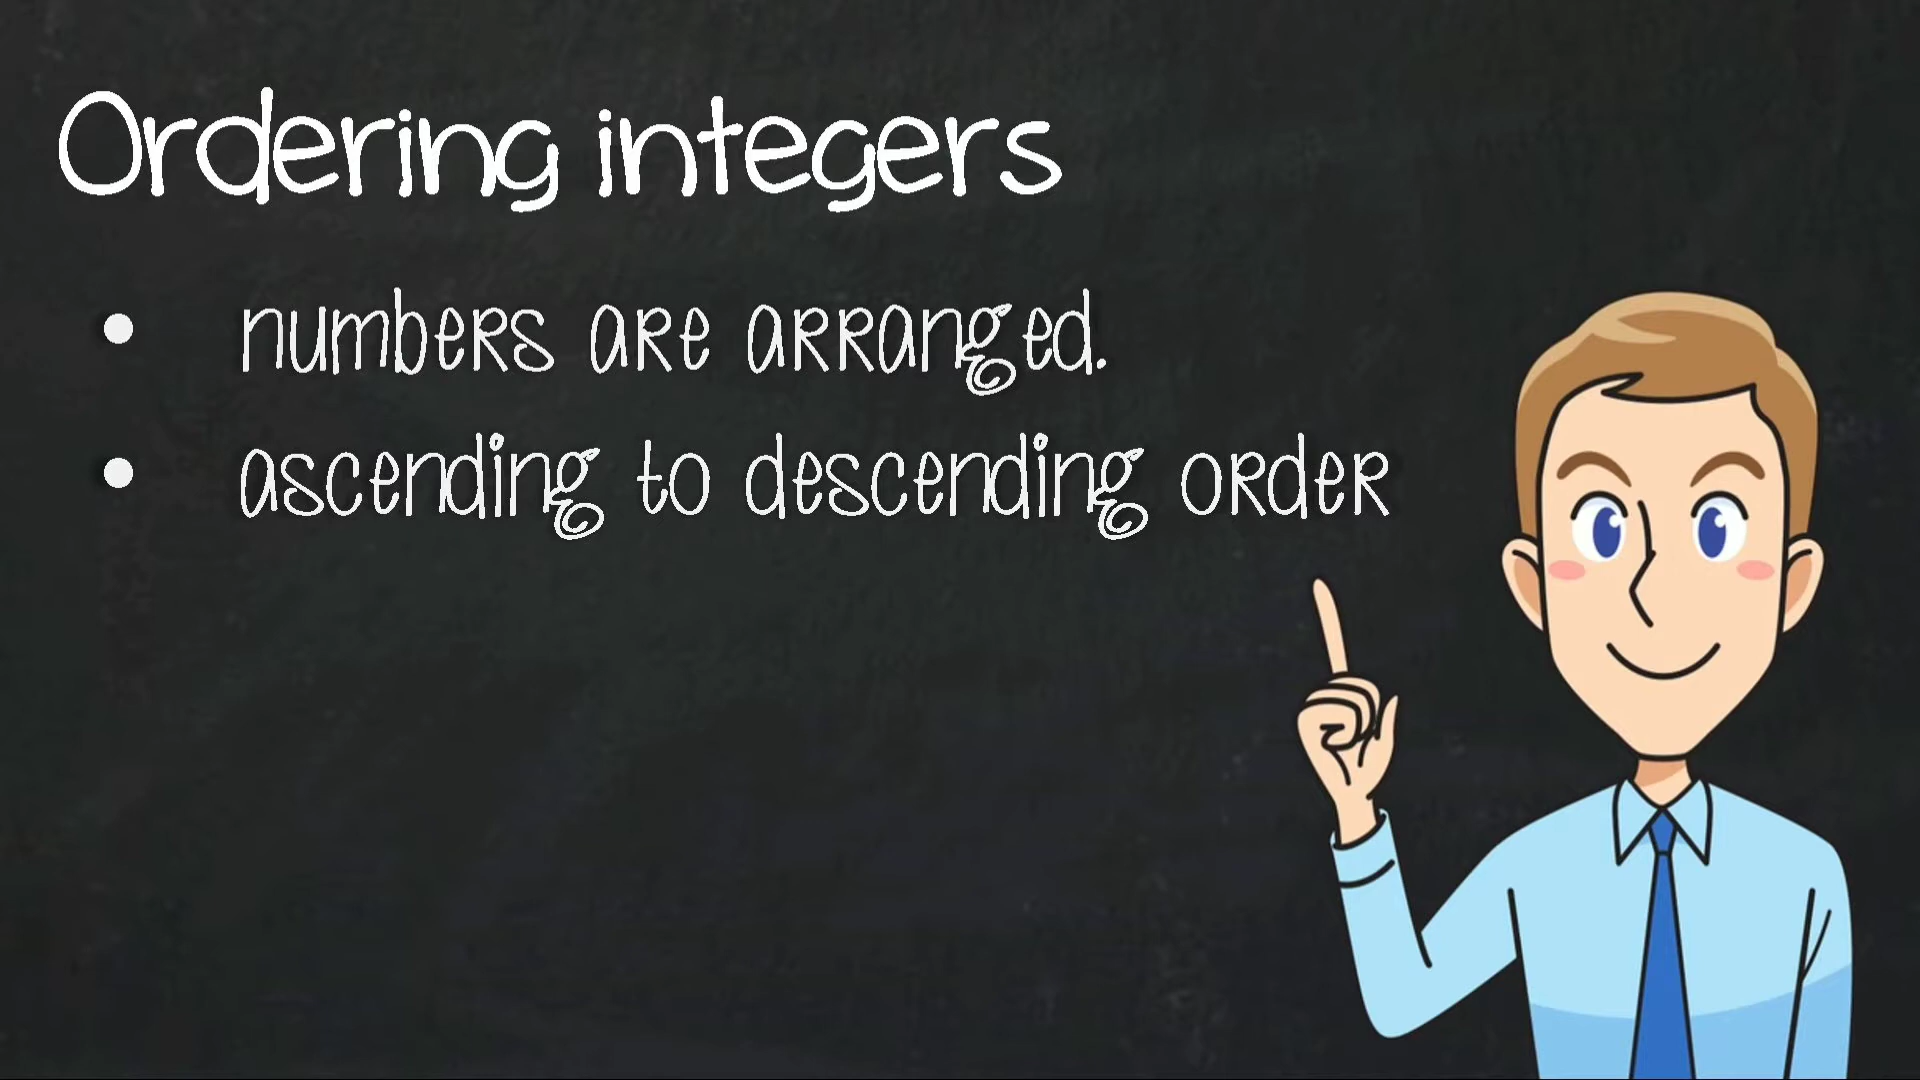 Ordering integers
• numbers are arranged.
• ascending to descending order